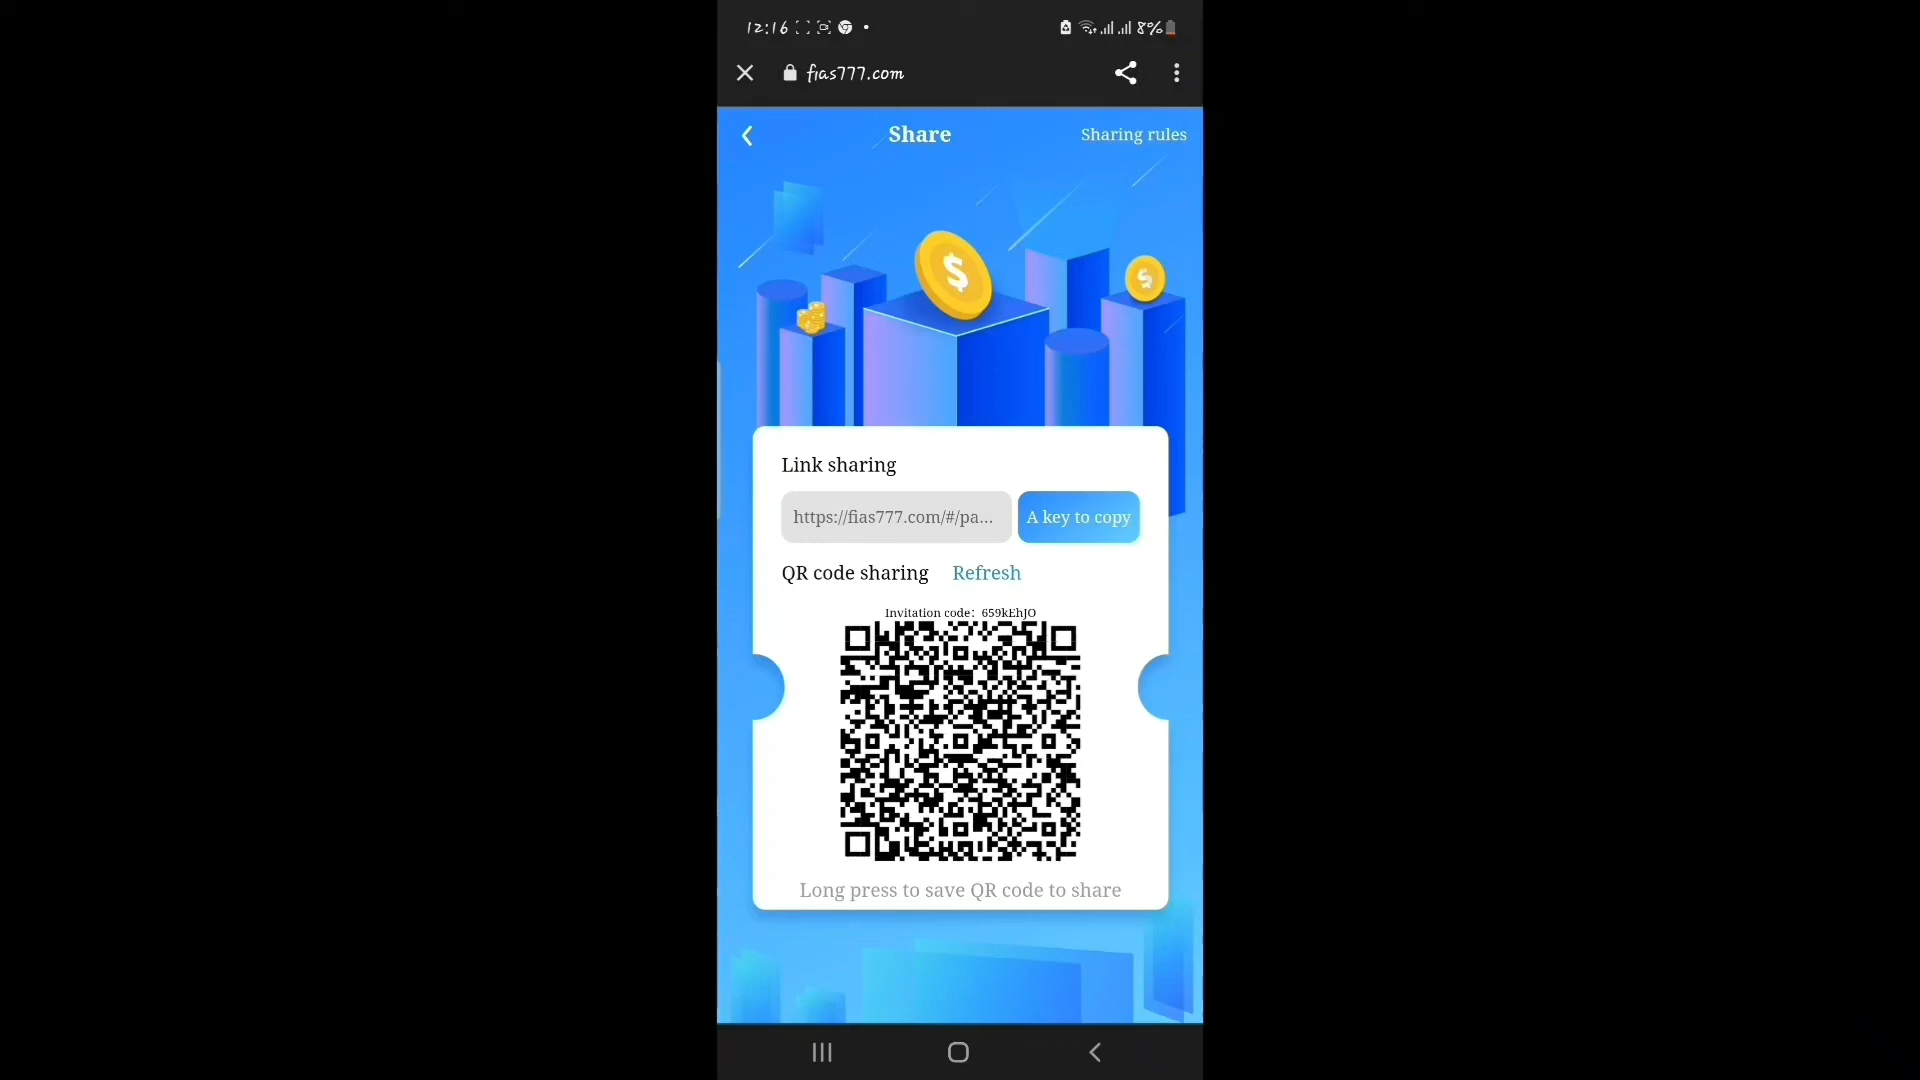 12:16 8%
fias777.com
Share Sharing rules
Link sharing
https://fias777.com/#/pa... A key to copy
QR code sharing Refresh
Invitation code: 659kEhJO
Long press to save QR code to share